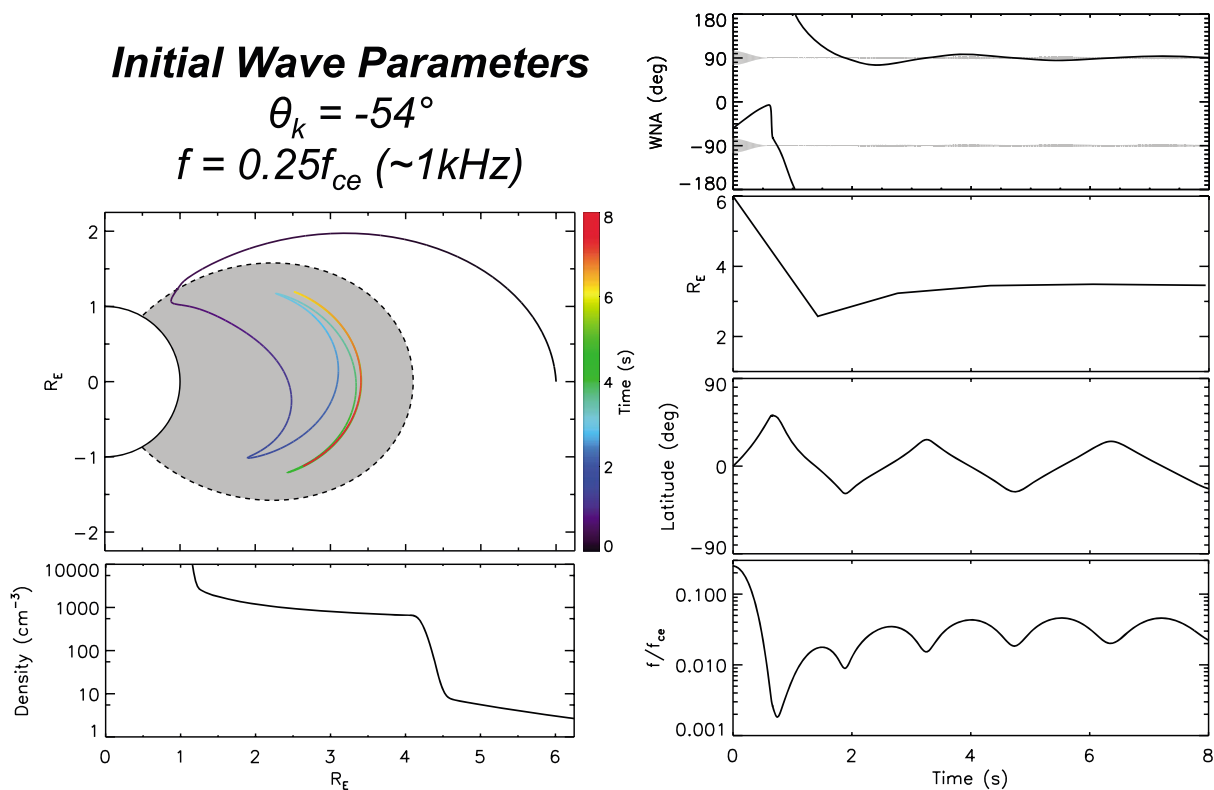 Initial Wave Parameters
θk = -54°
f = 0.25fce (~1kHz)
2
1
0
−1
−2
RE
8
6
4
2
0
Time (s)
10000
1000
100
10
1
Density (cm−3)
0 1 2 3 4 5 6
RE
180
90
0
−90
−180
WNA (deg)
6
4
2
RE
90
0
−90
Latitude (deg)
0.100
0.010
0.001
f/fce
0 2 4 6 8
Time (s)